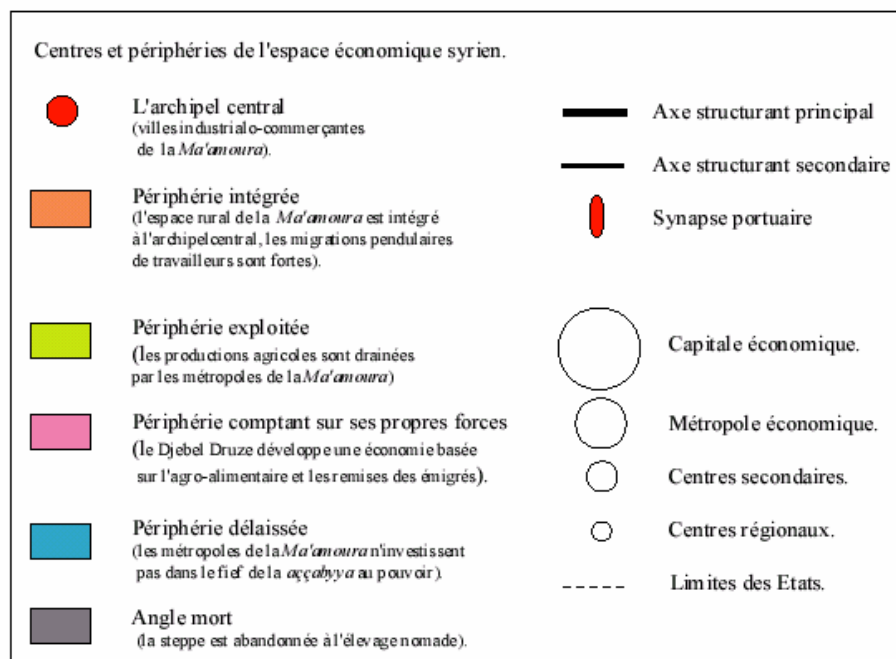 Centres et périphéries de l'espace économique syrien.
L'archipel central
(villes industrialo-commerçantes
de la Ma'amoura).
Périphérie intégrée
(l'espace rural de la Ma'amoura est intégré
à l'archipel central, les migrations pendulaires
de travailleurs sont fortes).
Périphérie exploitée
(les productions agricoles sont drainées
par les métropoles de la Ma'amoura)
Périphérie comptant sur ses propres forces
(le Djebel Druze développe une économie basée
sur l'agro-alimentaire et les remises des émigrés).
Périphérie délaissée
(les métropoles de la Ma'amoura n'investissent
pas dans le fief de la aççabyya au pouvoir).
Angle mort
(la steppe est abandonnée à l'élevage nomade).
Axe structurant principal
Axe structurant secondaire
Synapse portuaire
Capitale économique.
Métropole économique.
Centres secondaires.
Centres régionaux.
Limites des Etats.